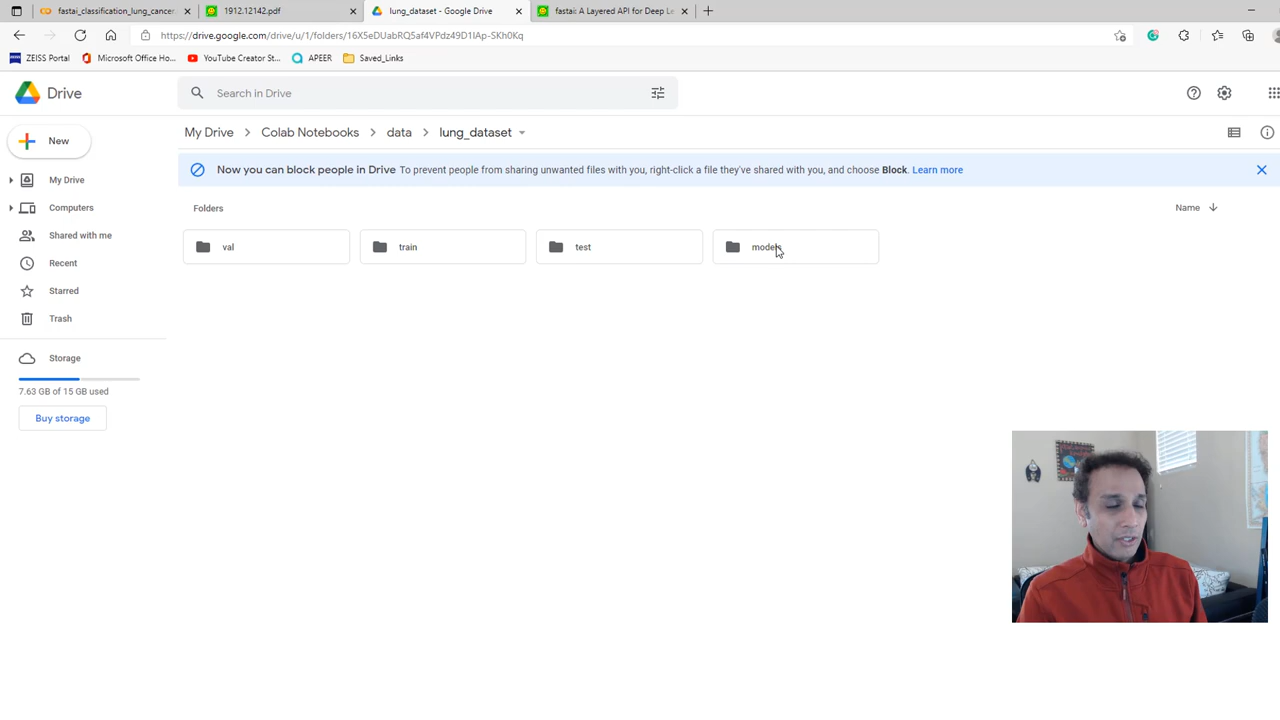 fastai_classification_lung_cancer
1912.12142.pdf
lung_dataset - Google Drive
fastai: A Layered API for Deep Le
https://drive.google.com/drive/u/1/folders/16X5eDUabRQ5af4VPdz49D1IAp-SKh0Kq
ZEISS Portal
Microsoft Office Ho...
YouTube Creator St...
APEER
Saved_Links
Drive
Search in Drive
New
My Drive > Colab Notebooks > data > lung_dataset
Now you can block people in Drive To prevent people from sharing unwanted files with you, right-click a file they've shared with you, and choose Block. Learn more
My Drive
Computers
Shared with me
Recent
Starred
Trash
Storage
7.63 GB of 15 GB used
Buy storage
Folders
Name
val
train
test
models